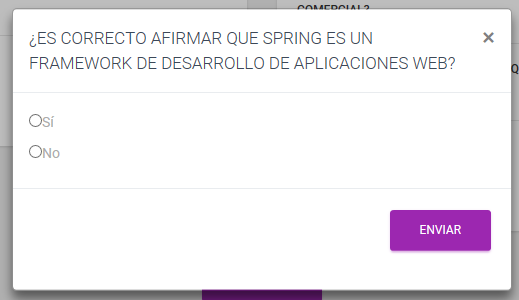 COMERCIAL?
¿ES CORRECTO AFIRMAR QUE SPRING ES UN
FRAMEWORK DE DESARROLLO DE APLICACIONES WEB?
×
Q
Sí
No
ENVIAR